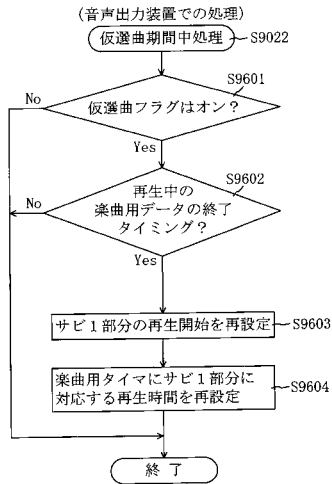 (音声出力装置での処理)
仮選曲期間中処理
S9022
S9601
No
仮選曲フラグはオン?
Yes
S9602
No
再生中の
楽曲用データの終了
タイミング?
Yes
サビ1部分の再生開始を再設定
S9603
楽曲用タイマにサビ1部分に
対応する再生時間を再設定
S9604
終了